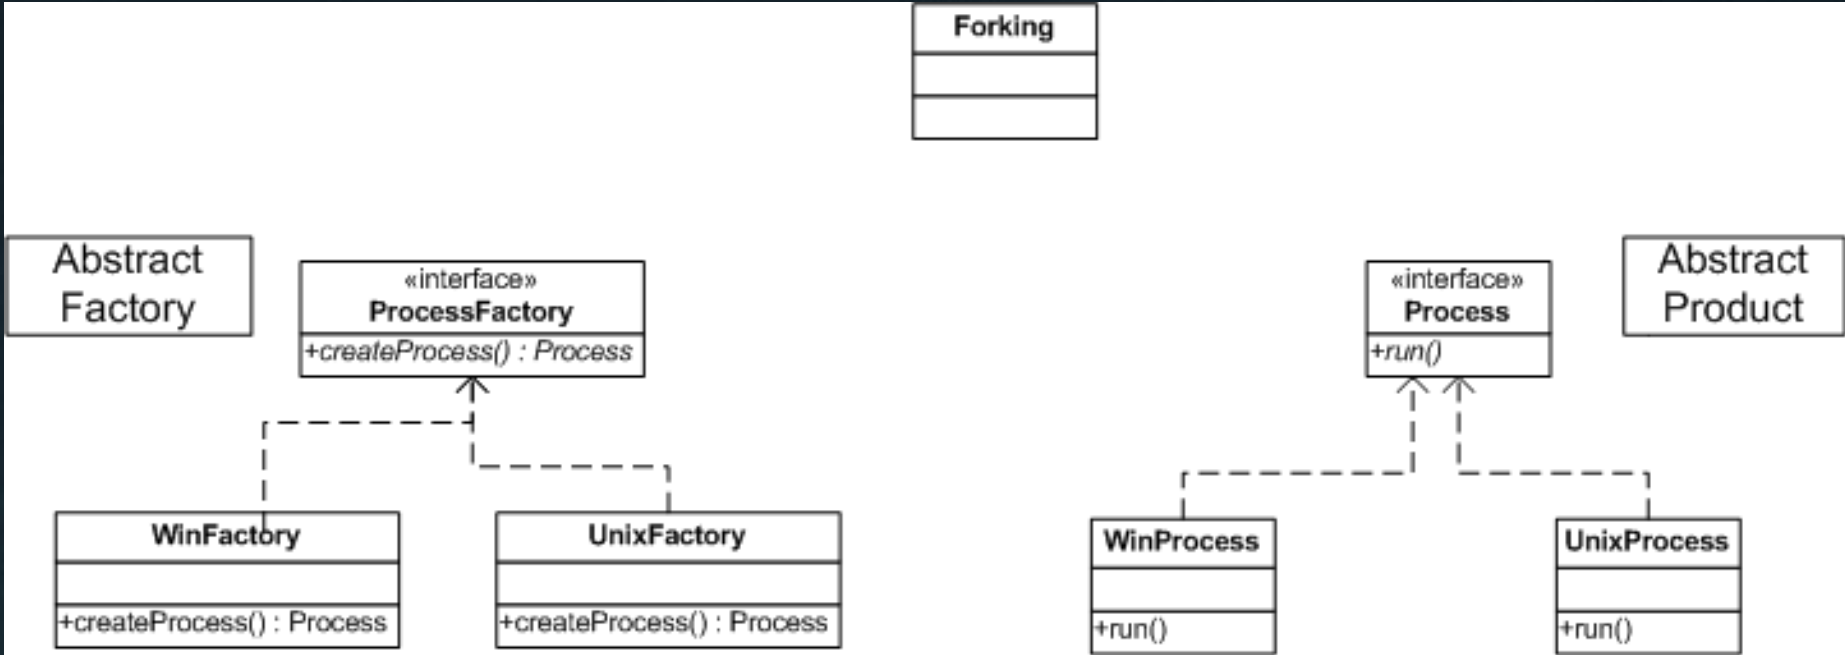 Forking
Abstract
Factory
«interface»
ProcessFactory
+createProcess() : Process
«interface»
Process
+run()
Abstract
Product
WinFactory
+createProcess() : Process
UnixFactory
+createProcess() : Process
WinProcess
+run()
UnixProcess
+run()